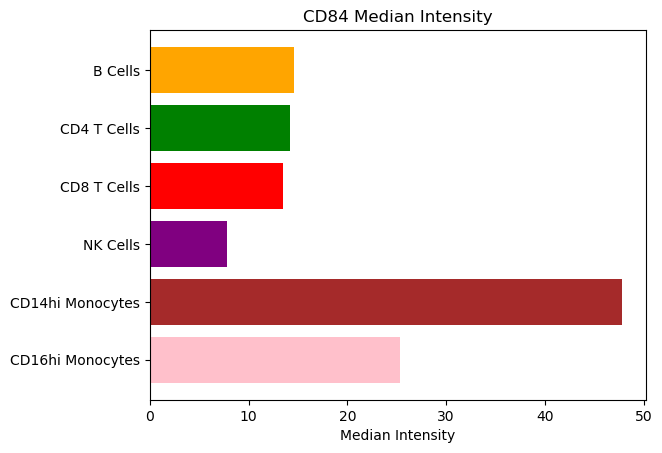 CD84 Median Intensity
B Cells
CD4 T Cells
CD8 T Cells
NK Cells
CD14hi Monocytes
CD16hi Monocytes
0 10 20 30 40 50
Median Intensity